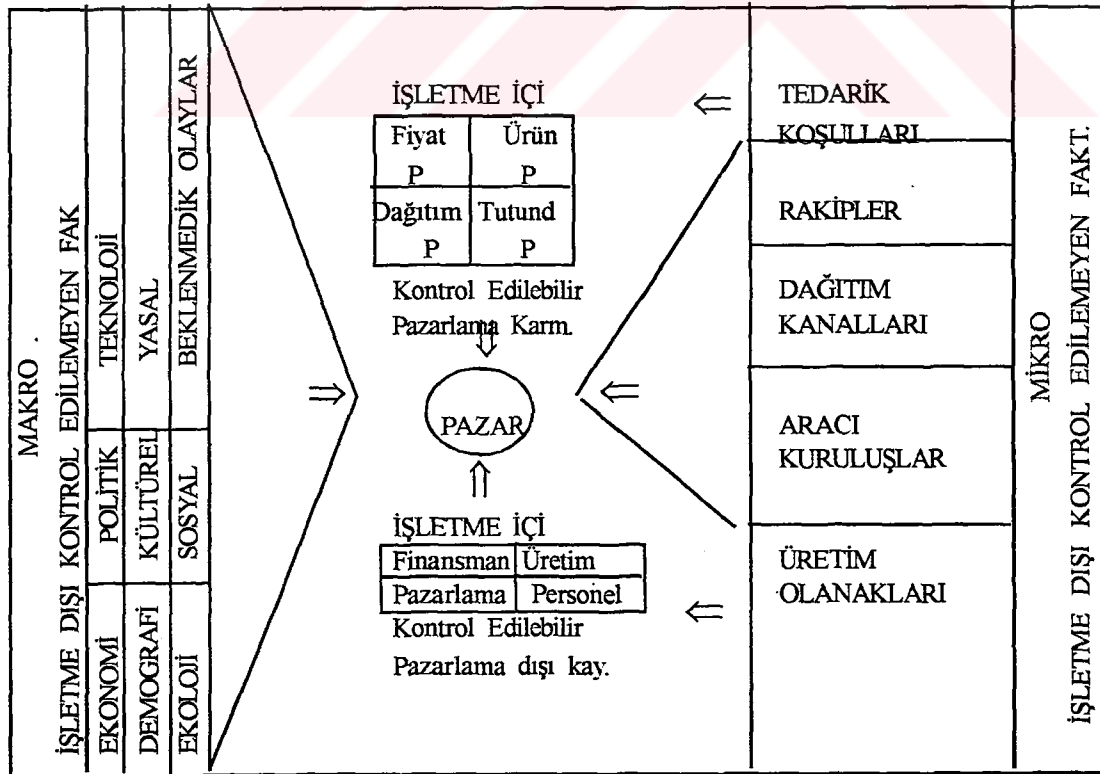 MAKRO .
İŞLETME DIŞI KONTROL EDİLEMEYEN FAK
EKONOMİ
POLİTİK
TEKNOLOJİ
DEMOGRAFİ
KÜLTÜREL
YASAL
EKOLOJİ
SOSYAL
BEKLENMEDİK OLAYLAR
İŞLETME İÇİ
Fiyat Ürün
P P
Dağıtım Tutund
P P
Kontrol Edilebilir
Pazarlama Karm.
PAZAR
İŞLETME İÇİ
Finansman Üretim
Pazarlama Personel
Kontrol Edilebilir
Pazarlama dışı kay.
TEDARİK
KOŞULLARI
RAKİPLER
DAĞITIM
KANALLARI
ARACI
KURULUŞLAR
ÜRETİM
OLANAKLARI
MİKRO
İŞLETME DIŞI KONTROL EDİLEMEYEN FAKT.